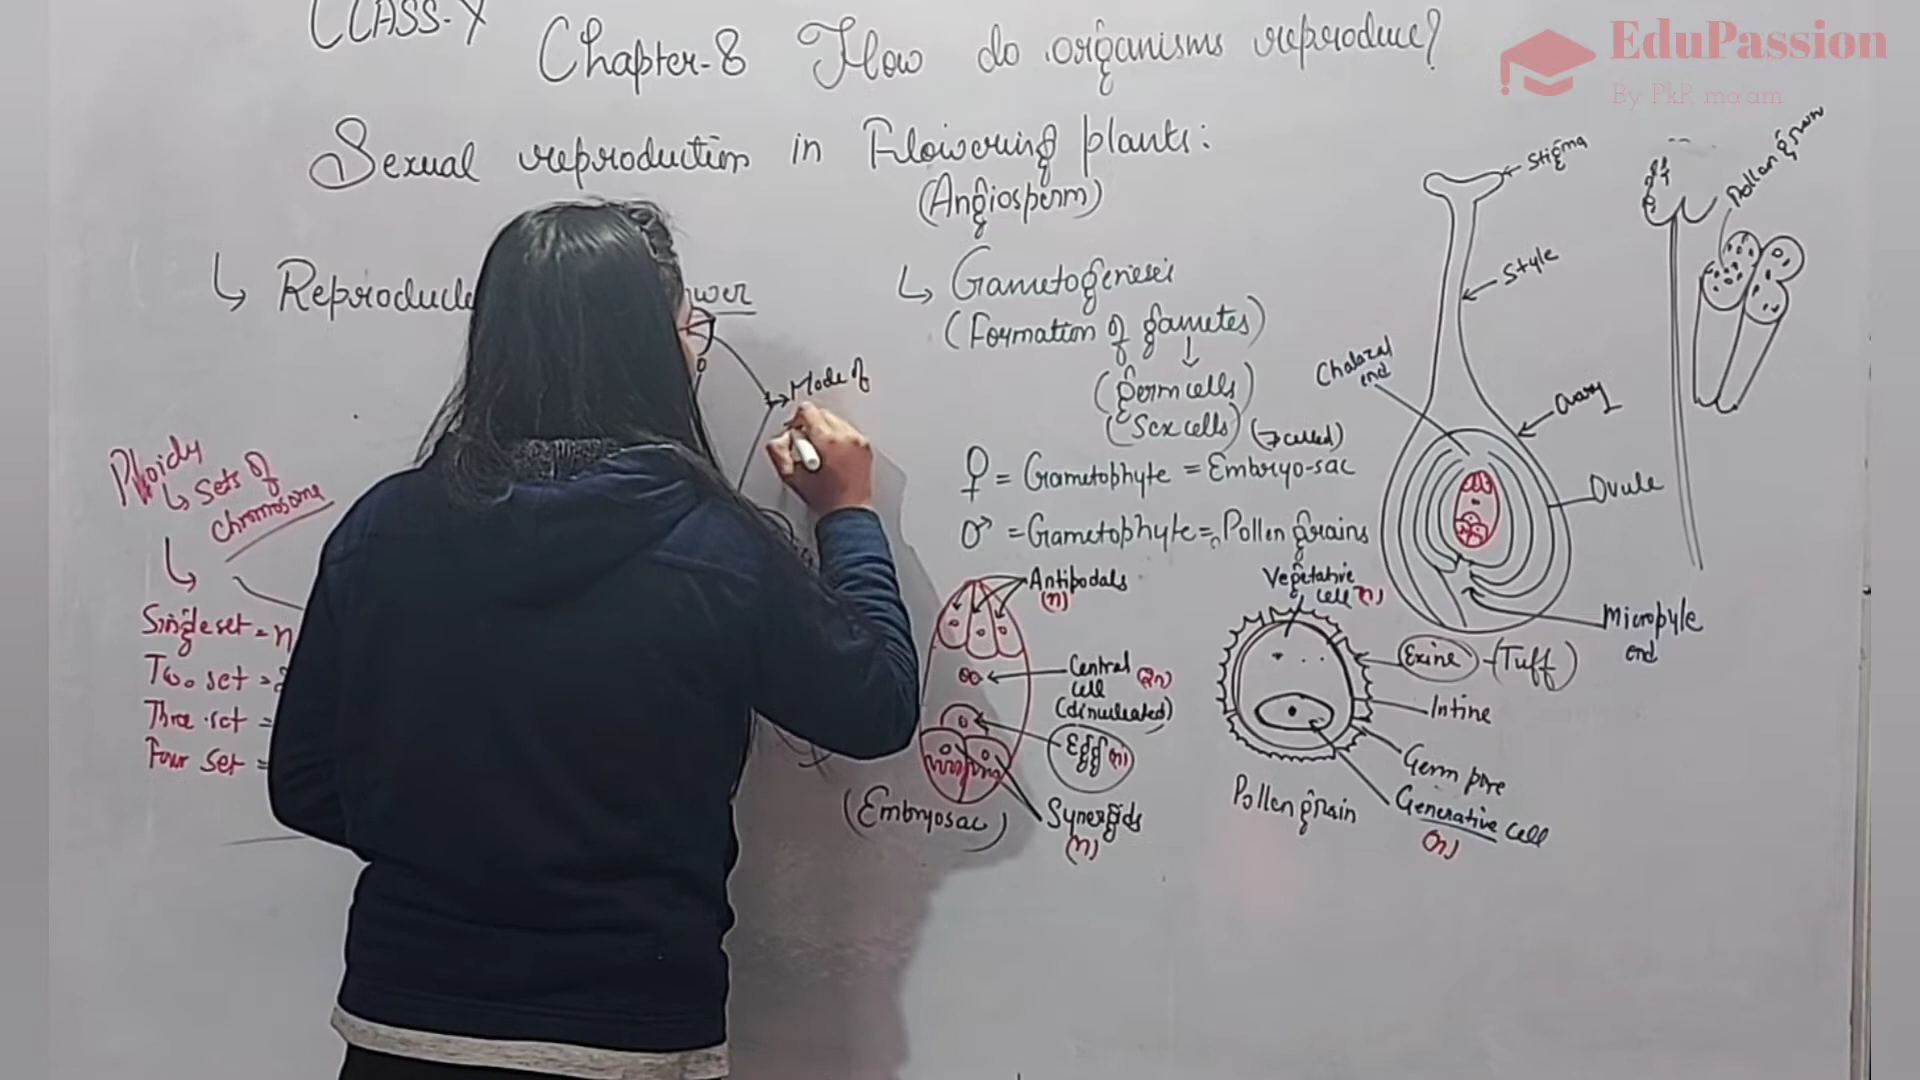 CLASS-X
Chapter-8 How do organisms reproduce?
EduPassion
By PkR ma'am
Sexual reproduction in Flowering plants:
(Angiosperm)
Stigma
Pollen grain
Style
Gametogenesis
(Formation of gametes)
(germ cells)
(Sex cells)
Mode of
Chalazal
end
Ovary
Ovule
Micropyle
end
(7 celled)
♀ = Gametophyte = Embryo-sac
♂ = Gametophyte = Pollen grains
Ploidy
Sets of
chromosome
Single set = n
Two set =
Three set =
Four set =
Antipodals
(n)
Central
cell (2n)
(dinucleated)
Egg (n)
Synergids
(n)
(Embryosac)
Vegetative
cell (n)
Exine - (Tuff)
Intine
Germ pore
Generative cell
(n)
Pollen grain